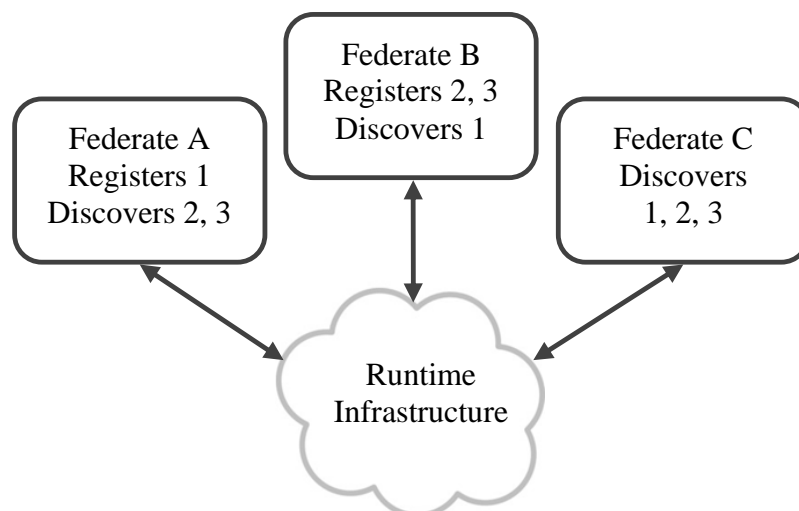 Federate A
Registers 1
Discovers 2, 3
Federate B
Registers 2, 3
Discovers 1
Federate C
Discovers
1, 2, 3
Runtime
Infrastructure